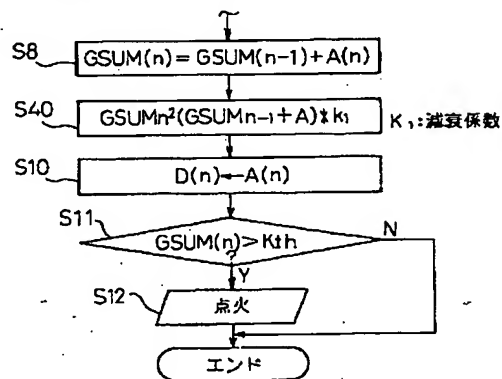 S8
GSUM(n)=GSUM(n-1)+A(n)
S40
GSUMn²(GSUMn-1+A)*k₁
K₁:減衰係数
S10
D(n)←A(n)
S11
GSUM(n)>Kth
?
N
Y
S12
点火
エンド